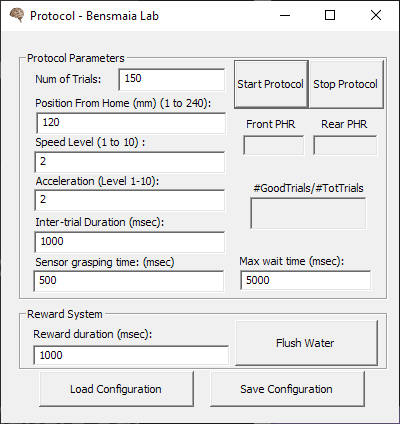 Protocol - Bensmaia Lab
Protocol Parameters
Num of Trials: 150
Start Protocol Stop Protocol
Position From Home (mm) (1 to 240):
120
Front PHR Rear PHR
Speed Level (1 to 10) :
2
Acceleration (Level 1-10):
2
#GoodTrials/#TotTrials
Inter-trial Duration (msec):
1000
Sensor grasping time: (msec) Max wait time (msec):
500 5000
Reward System
Reward duration (msec):
1000
Flush Water
Load Configuration Save Configuration